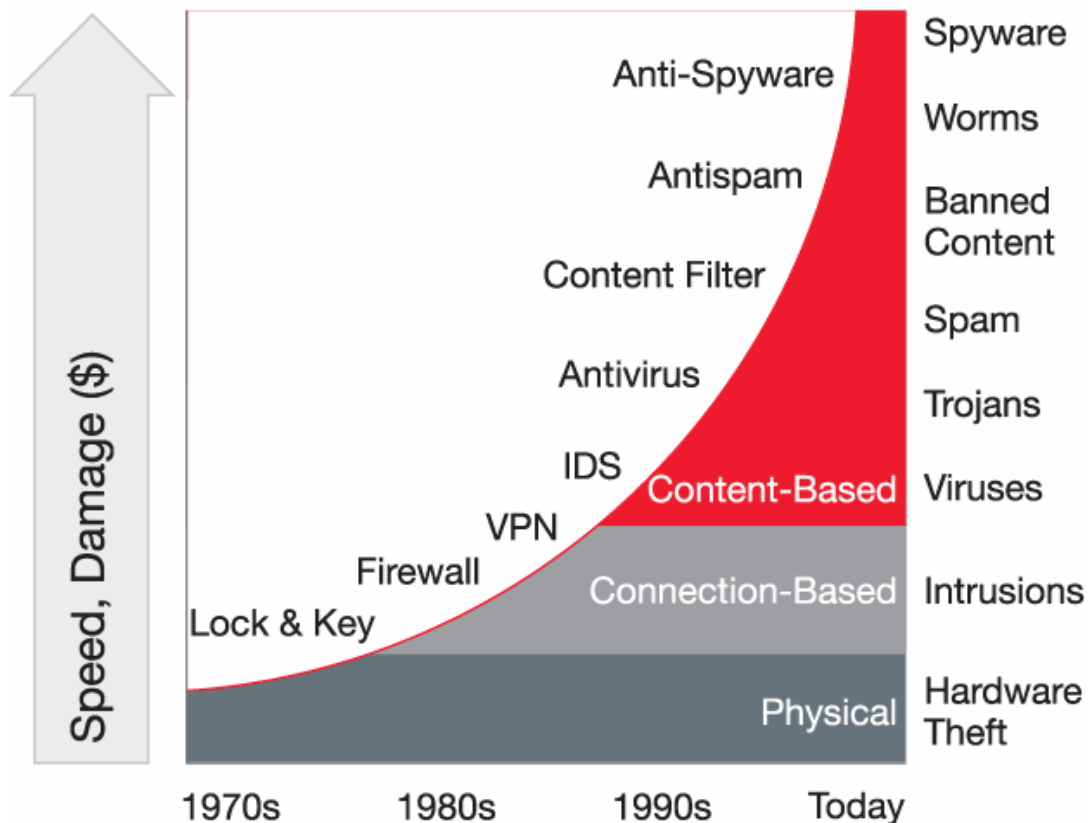 Speed, Damage ($)
Anti-Spyware
Antispam
Content Filter
Antivirus
IDS
VPN
Firewall
Lock & Key
Content-Based
Connection-Based
Physical
Spyware
Worms
Banned
Content
Spam
Trojans
Viruses
Intrusions
Hardware
Theft
1970s
1980s
1990s
Today